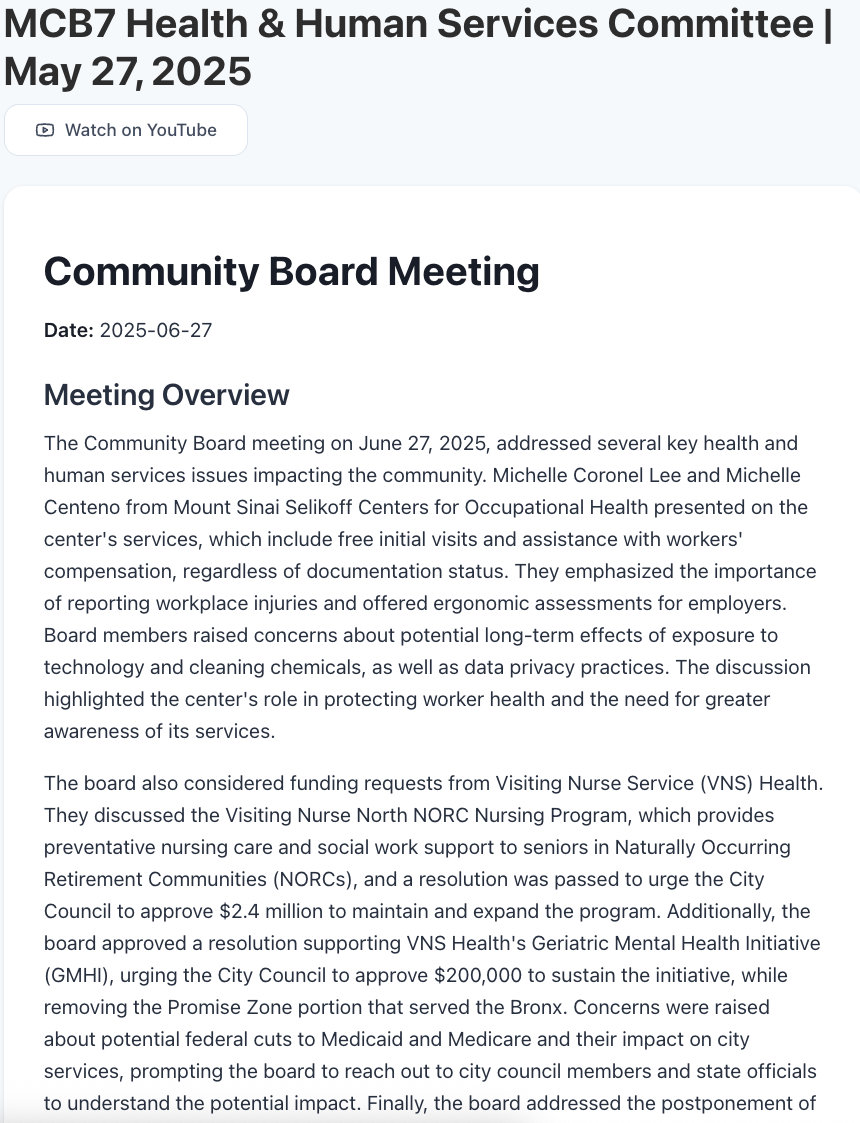 MCB7 Health & Human Services Committee |
May 27, 2025
Watch on YouTube
Community Board Meeting
Date: 2025-06-27
Meeting Overview
The Community Board meeting on June 27, 2025, addressed several key health and
human services issues impacting the community. Michelle Coronel Lee and Michelle
Centeno from Mount Sinai Selikoff Centers for Occupational Health presented on the
center's services, which include free initial visits and assistance with workers'
compensation, regardless of documentation status. They emphasized the importance
of reporting workplace injuries and offered ergonomic assessments for employers.
Board members raised concerns about potential long-term effects of exposure to
technology and cleaning chemicals, as well as data privacy practices. The discussion
highlighted the center's role in protecting worker health and the need for greater
awareness of its services.
The board also considered funding requests from Visiting Nurse Service (VNS) Health.
They discussed the Visiting Nurse North NORC Nursing Program, which provides
preventative nursing care and social work support to seniors in Naturally Occurring
Retirement Communities (NORCs), and a resolution was passed to urge the City
Council to approve $2.4 million to maintain and expand the program. Additionally, the
board approved a resolution supporting VNS Health's Geriatric Mental Health Initiative
(GMHI), urging the City Council to approve $200,000 to sustain the initiative, while
removing the Promise Zone portion that served the Bronx. Concerns were raised
about potential federal cuts to Medicaid and Medicare and their impact on city
services, prompting the board to reach out to city council members and state officials
to understand the potential impact. Finally, the board addressed the postponement of